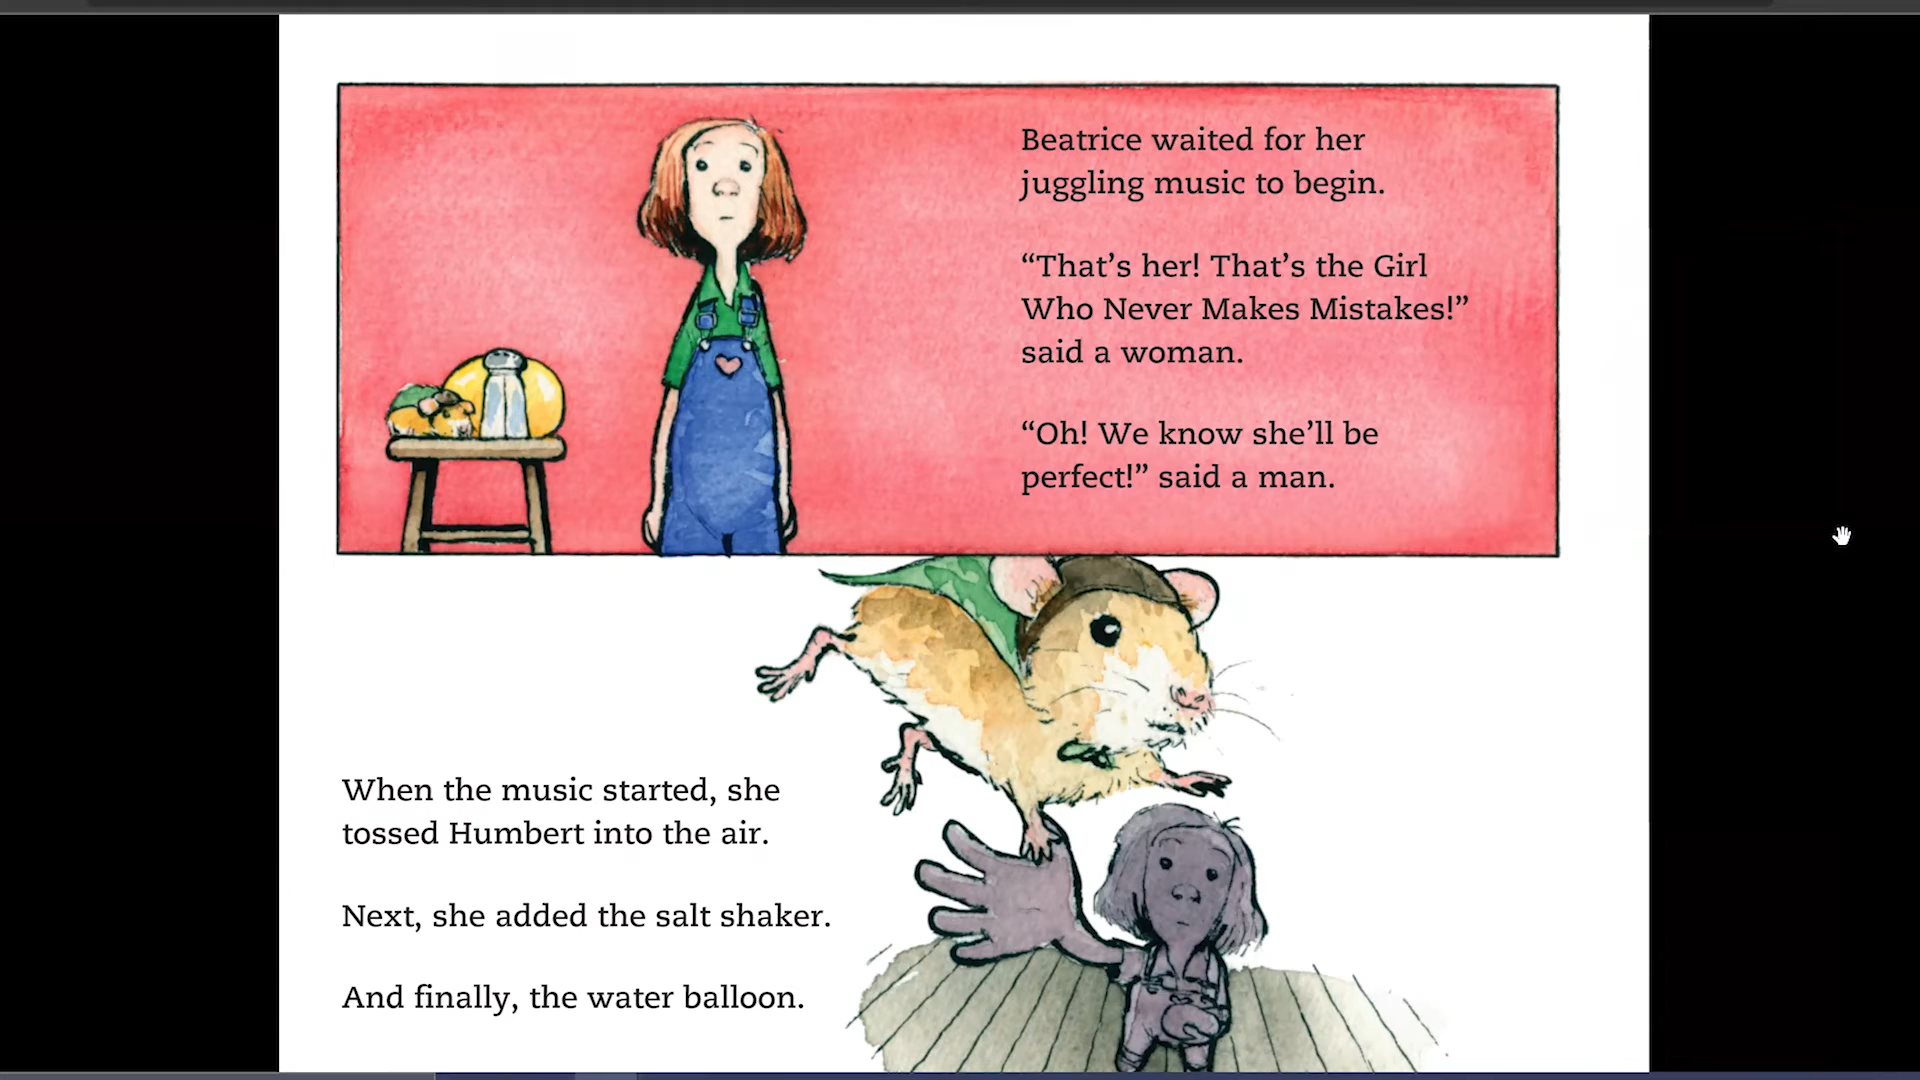 Beatrice waited for her
juggling music to begin.
“That’s her! That’s the Girl
Who Never Makes Mistakes!”
said a woman.
“Oh! We know she’ll be
perfect!” said a man.
When the music started, she
tossed Humbert into the air.
Next, she added the salt shaker.
And finally, the water balloon.